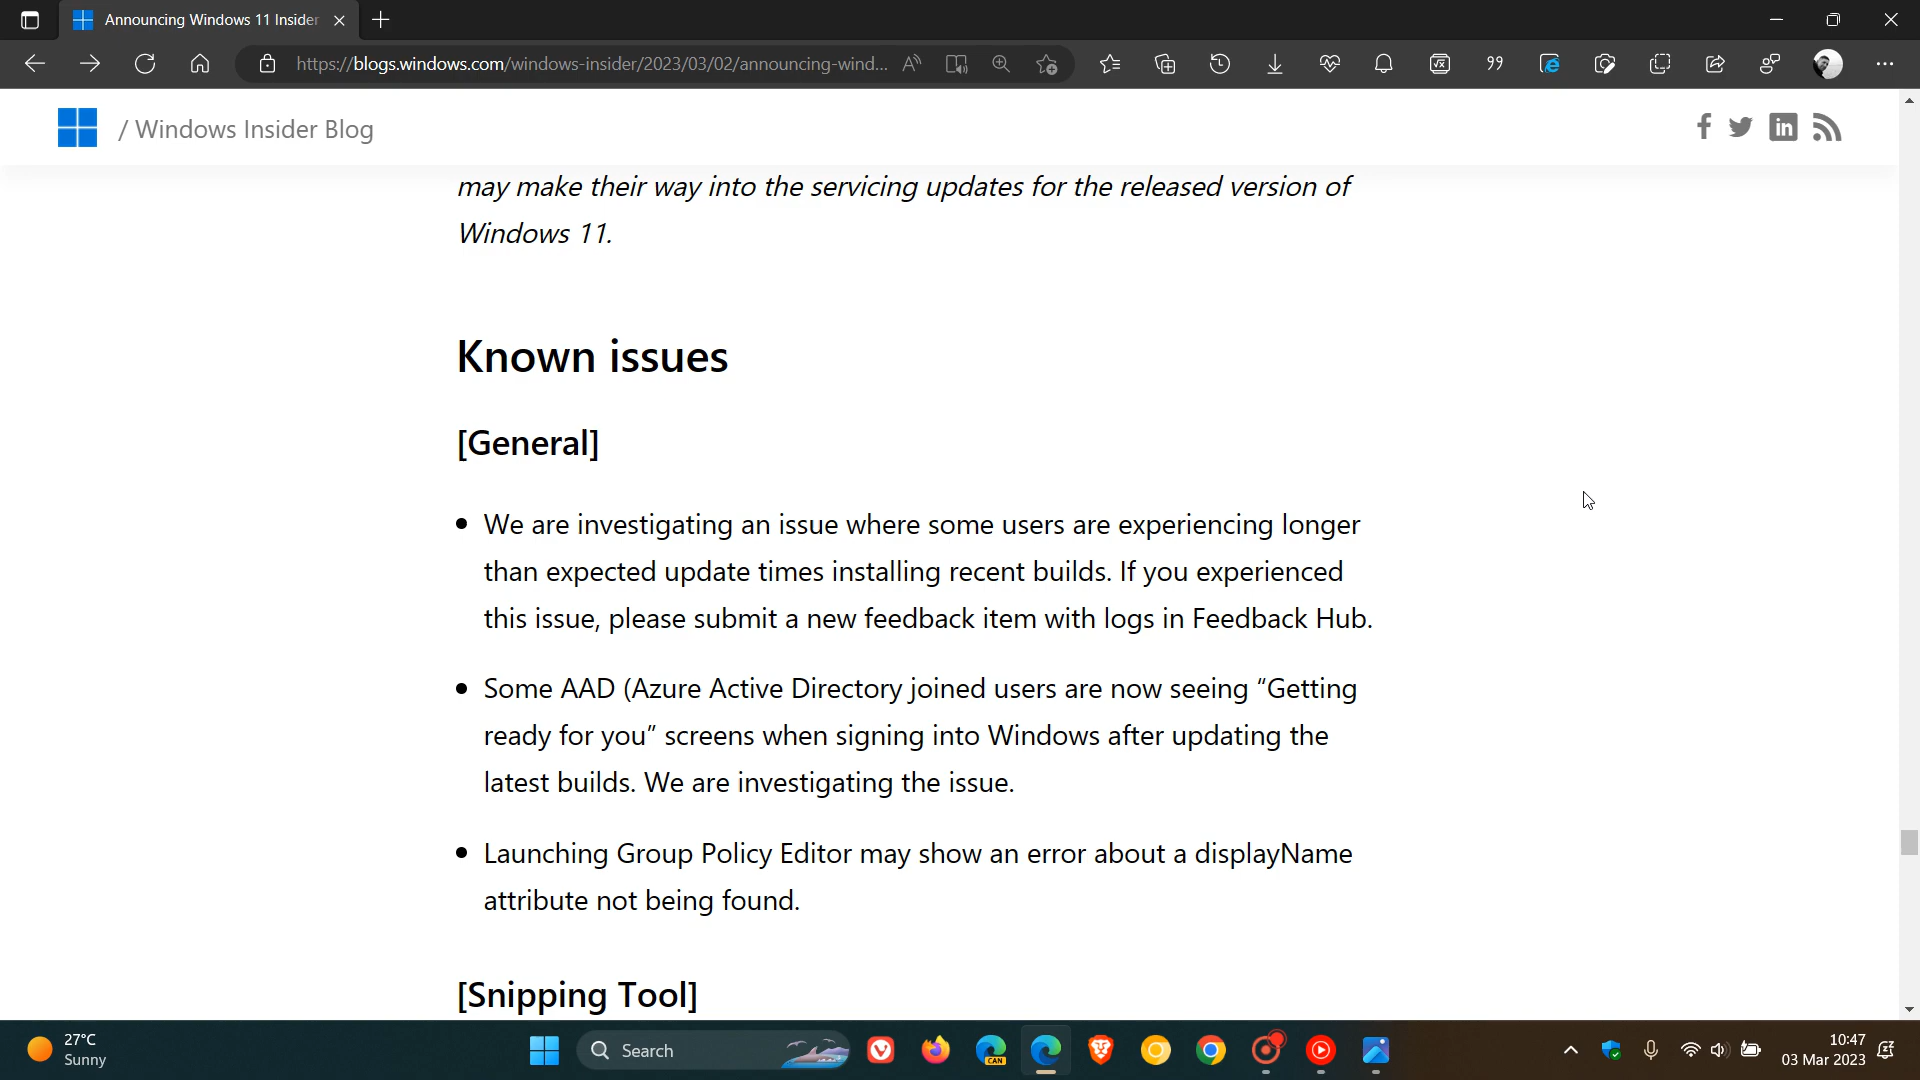 Announcing Windows 11 Insider
https://blogs.windows.com/windows-insider/2023/03/02/announcing-wind...
/ Windows Insider Blog
may make their way into the servicing updates for the released version of
Windows 11.
Known issues
[General]
• We are investigating an issue where some users are experiencing longer
than expected update times installing recent builds. If you experienced
this issue, please submit a new feedback item with logs in Feedback Hub.
• Some AAD (Azure Active Directory joined users are now seeing “Getting
ready for you” screens when signing into Windows after updating the
latest builds. We are investigating the issue.
• Launching Group Policy Editor may show an error about a displayName
attribute not being found.
[Snipping Tool]
27°C
Sunny
Search
CAN
10:47
03 Mar 2023